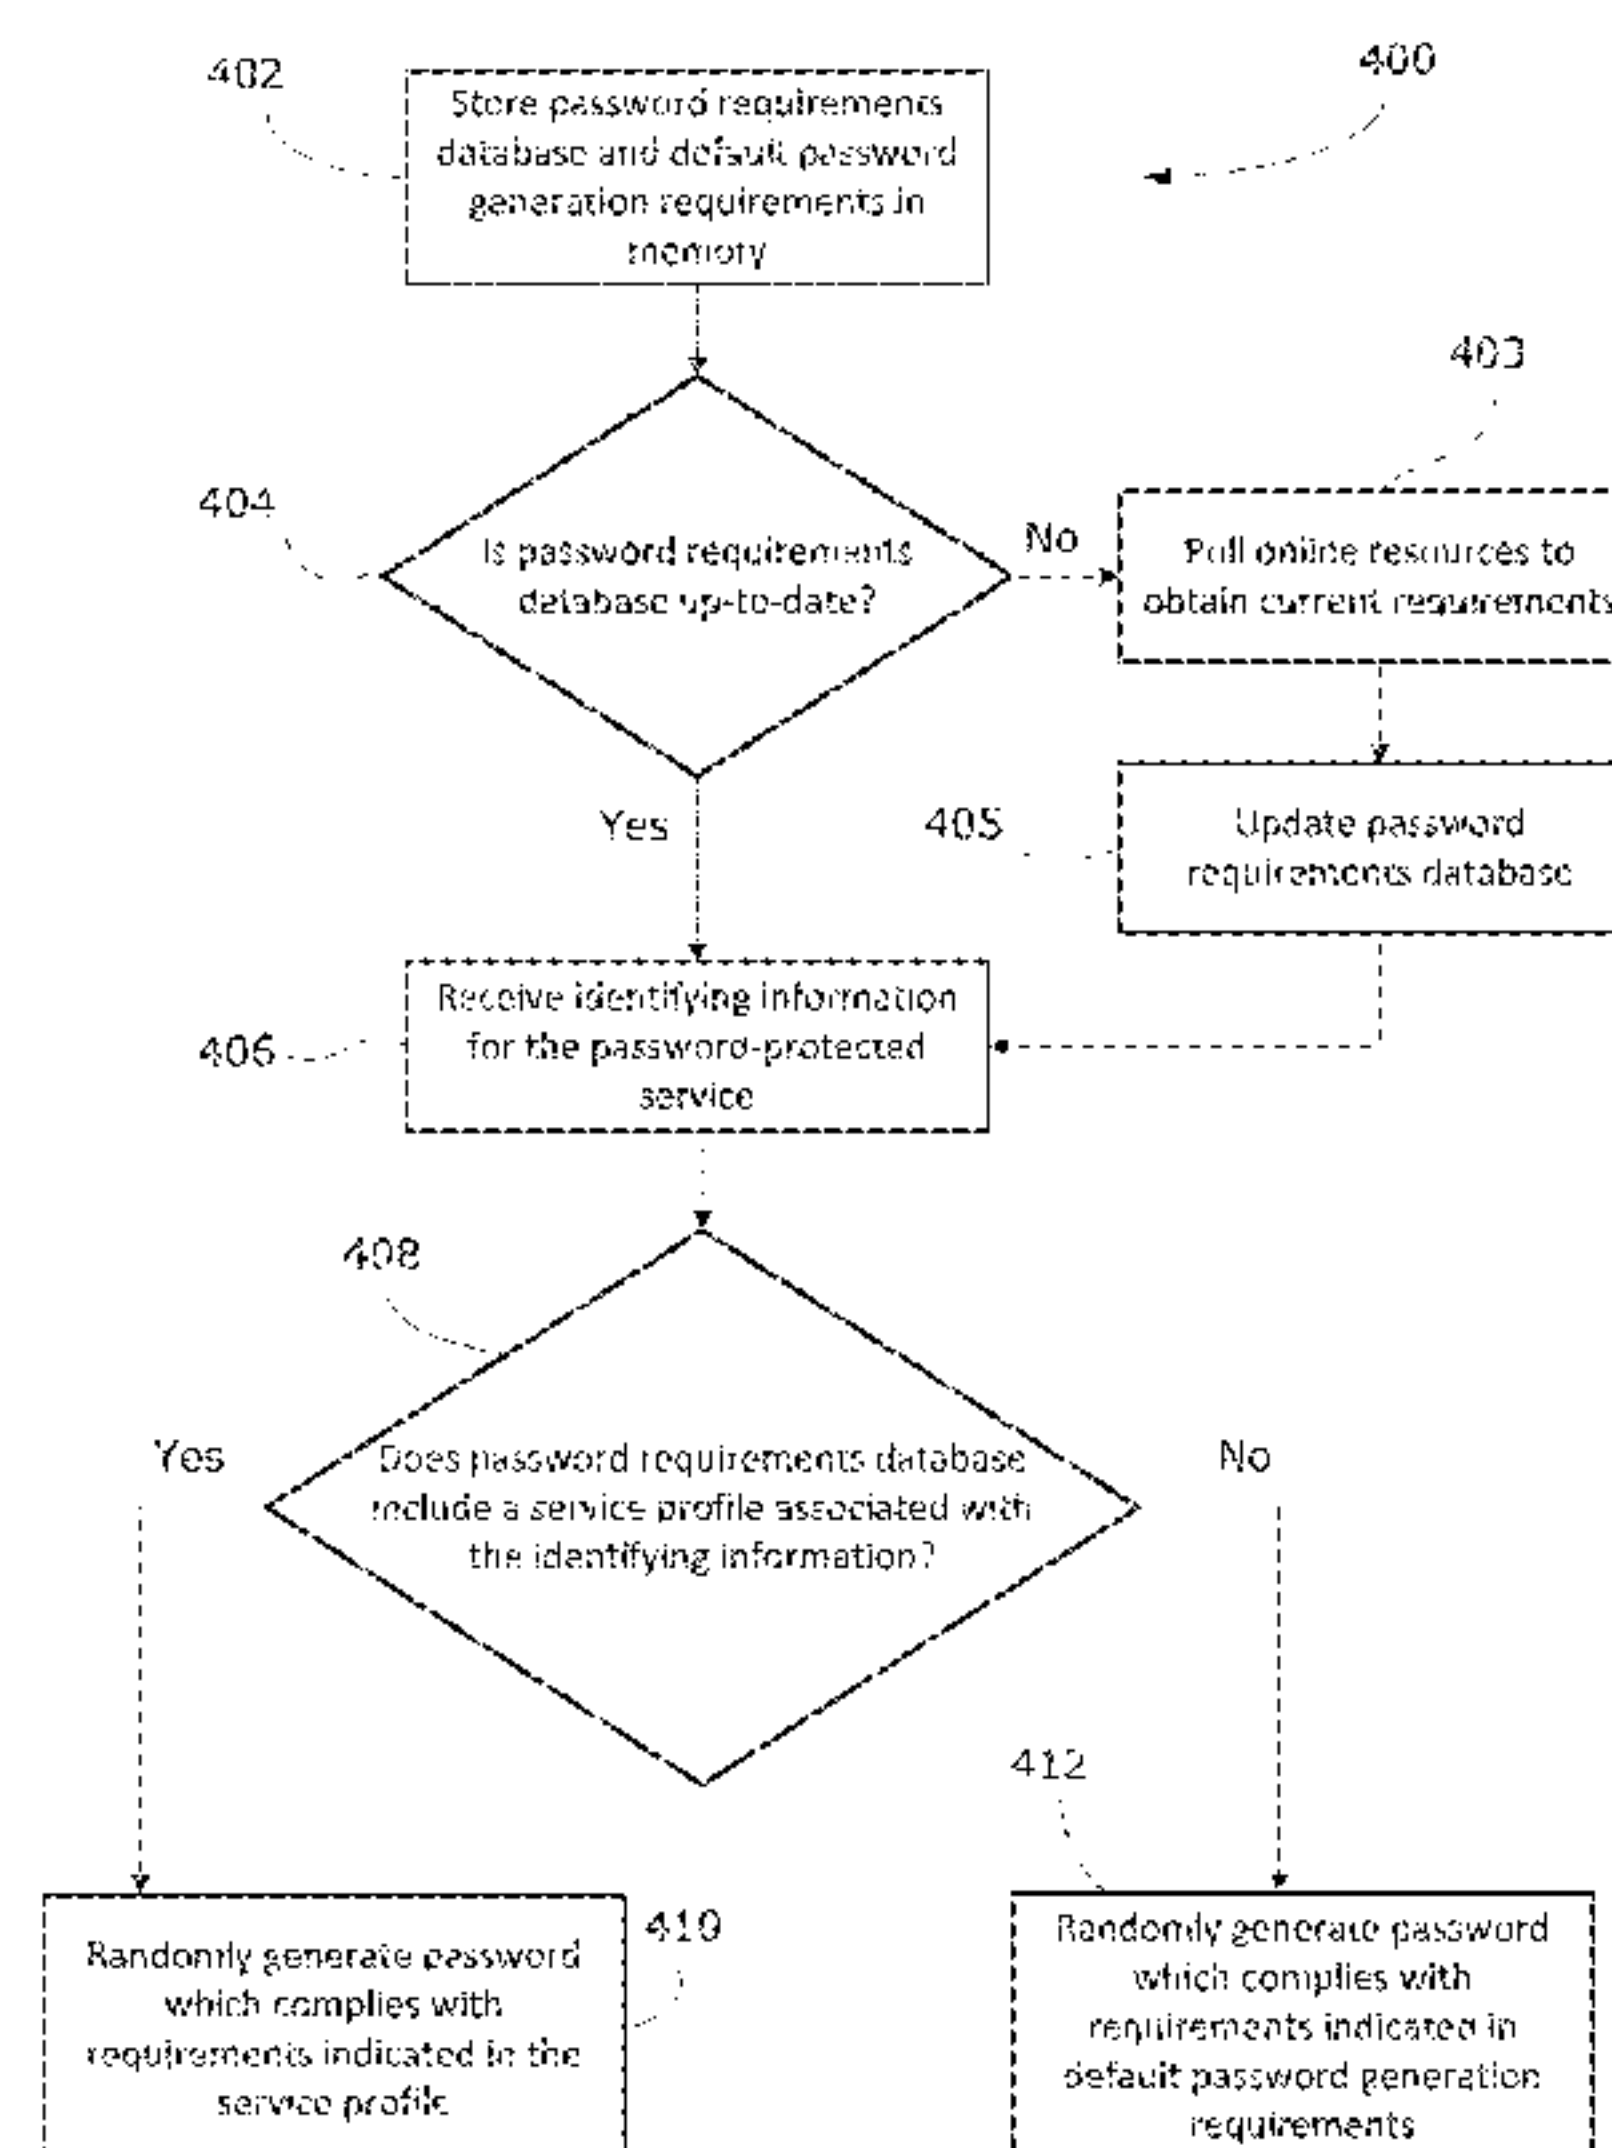 402
400
Store password requirements
database and default password
generation requirements in
memory
403
404
Is password requirements
database up-to-date?
No
Poll online resources to
obtain current requirements
Yes
405
Update password
requirements database
406
Receive identifying information
for the password-protected
service
408
Yes
Does password requirements database
include a service profile associated with
the identifying information?
No
412
410
Randomly generate password
which complies with
requirements indicated in the
service profile
Randomly generate password
which complies with
requirements indicated in
default password generation
requirements